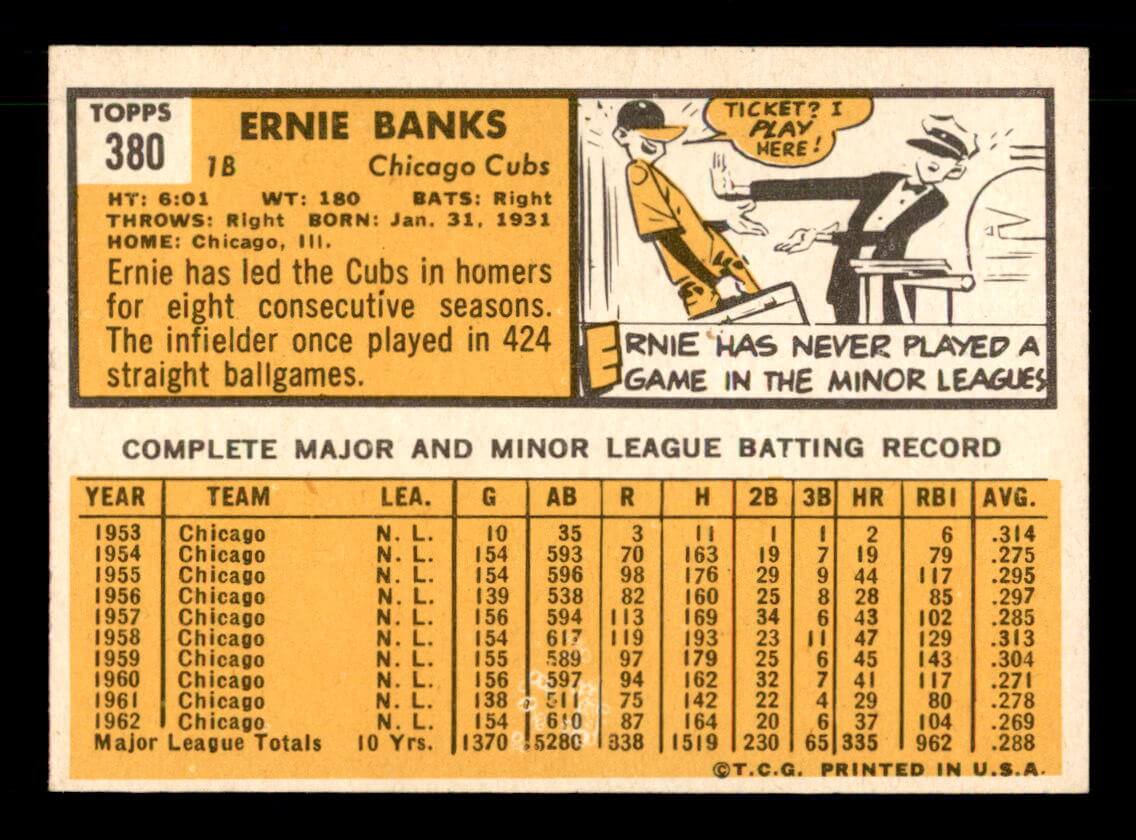 TOPPS
380
ERNIE BANKS
1B Chicago Cubs
HT: 6:01 WT: 180 BATS: Right
THROWS: Right BORN: Jan. 31, 1931
HOME: Chicago, Ill.
Ernie has led the Cubs in homers
for eight consecutive seasons.
The infielder once played in 424
straight ballgames.
TICKET? I
PLAY
HERE!
ERNIE HAS NEVER PLAYED A
GAME IN THE MINOR LEAGUES
COMPLETE MAJOR AND MINOR LEAGUE BATTING RECORD
YEAR TEAM LEA. G AB R H 2B 3B HR RBI AVG.
1953 Chicago N. L. 10 35 3 11 1 1 2 6 .314
1954 Chicago N. L. 154 593 70 163 19 7 19 79 .275
1955 Chicago N. L. 154 596 98 176 29 9 44 117 .295
1956 Chicago N. L. 139 538 82 160 25 8 28 85 .297
1957 Chicago N. L. 156 594 113 169 34 6 43 102 .285
1958 Chicago N. L. 154 617 119 193 23 11 47 129 .313
1959 Chicago N. L. 155 589 97 179 25 6 45 143 .304
1960 Chicago N. L. 156 597 94 162 32 7 41 117 .271
1961 Chicago N. L. 138 511 75 142 22 4 29 80 .278
1962 Chicago N. L. 154 610 87 164 20 6 37 104 .269
Major League Totals 10 Yrs. 1370 5280 838 1519 230 65 335 962 .288
©T.C.G. PRINTED IN U.S.A.